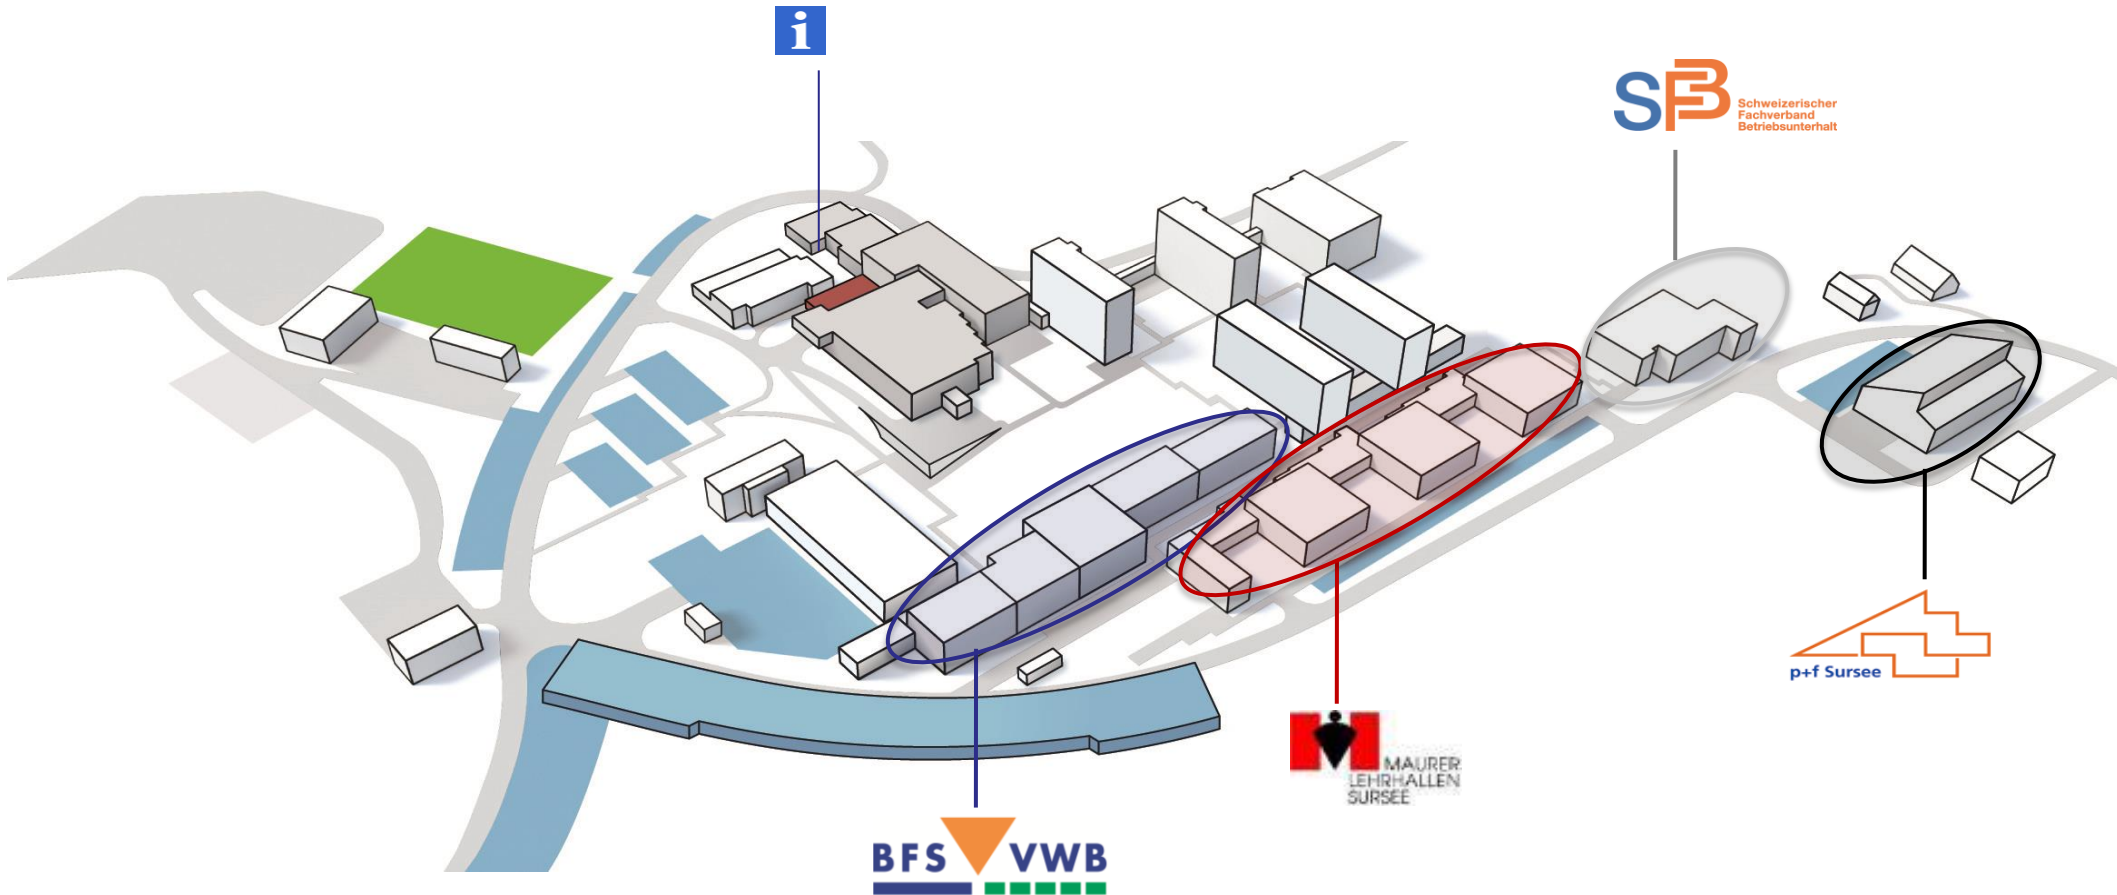 i
SFB
Schweizerischer
Fachverband
Betriebsunterhalt
p+f Sursee
MAURER
LEHRHALLEN
SURSEE
BFS VWB